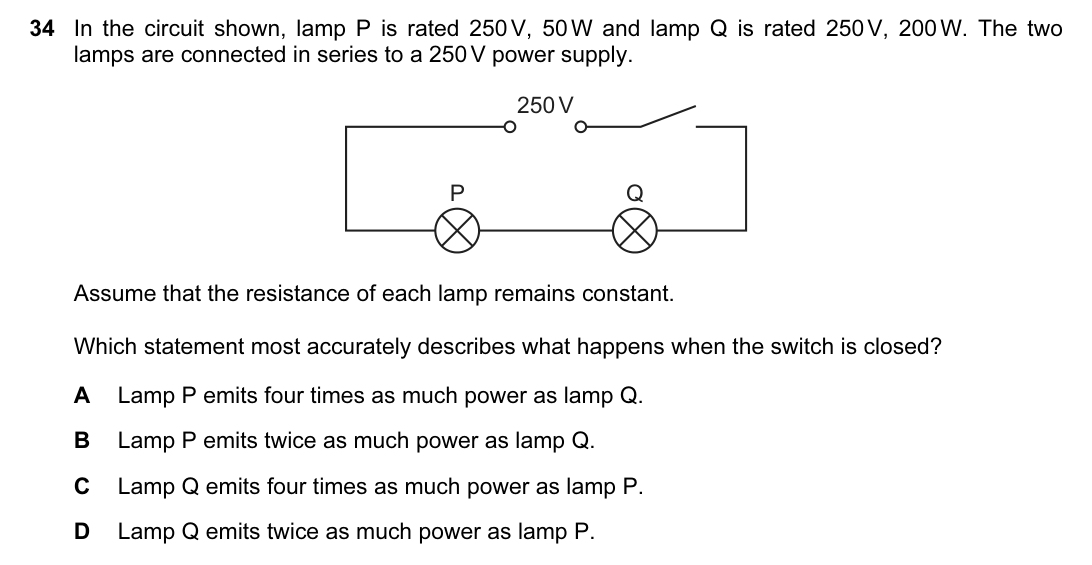 34 In the circuit shown, lamp P is rated 250 V, 50 W and lamp Q is rated 250 V, 200 W. The two
lamps are connected in series to a 250 V power supply.
250 V
P Q
Assume that the resistance of each lamp remains constant.
Which statement most accurately describes what happens when the switch is closed?
A Lamp P emits four times as much power as lamp Q.
B Lamp P emits twice as much power as lamp Q.
C Lamp Q emits four times as much power as lamp P.
D Lamp Q emits twice as much power as lamp P.